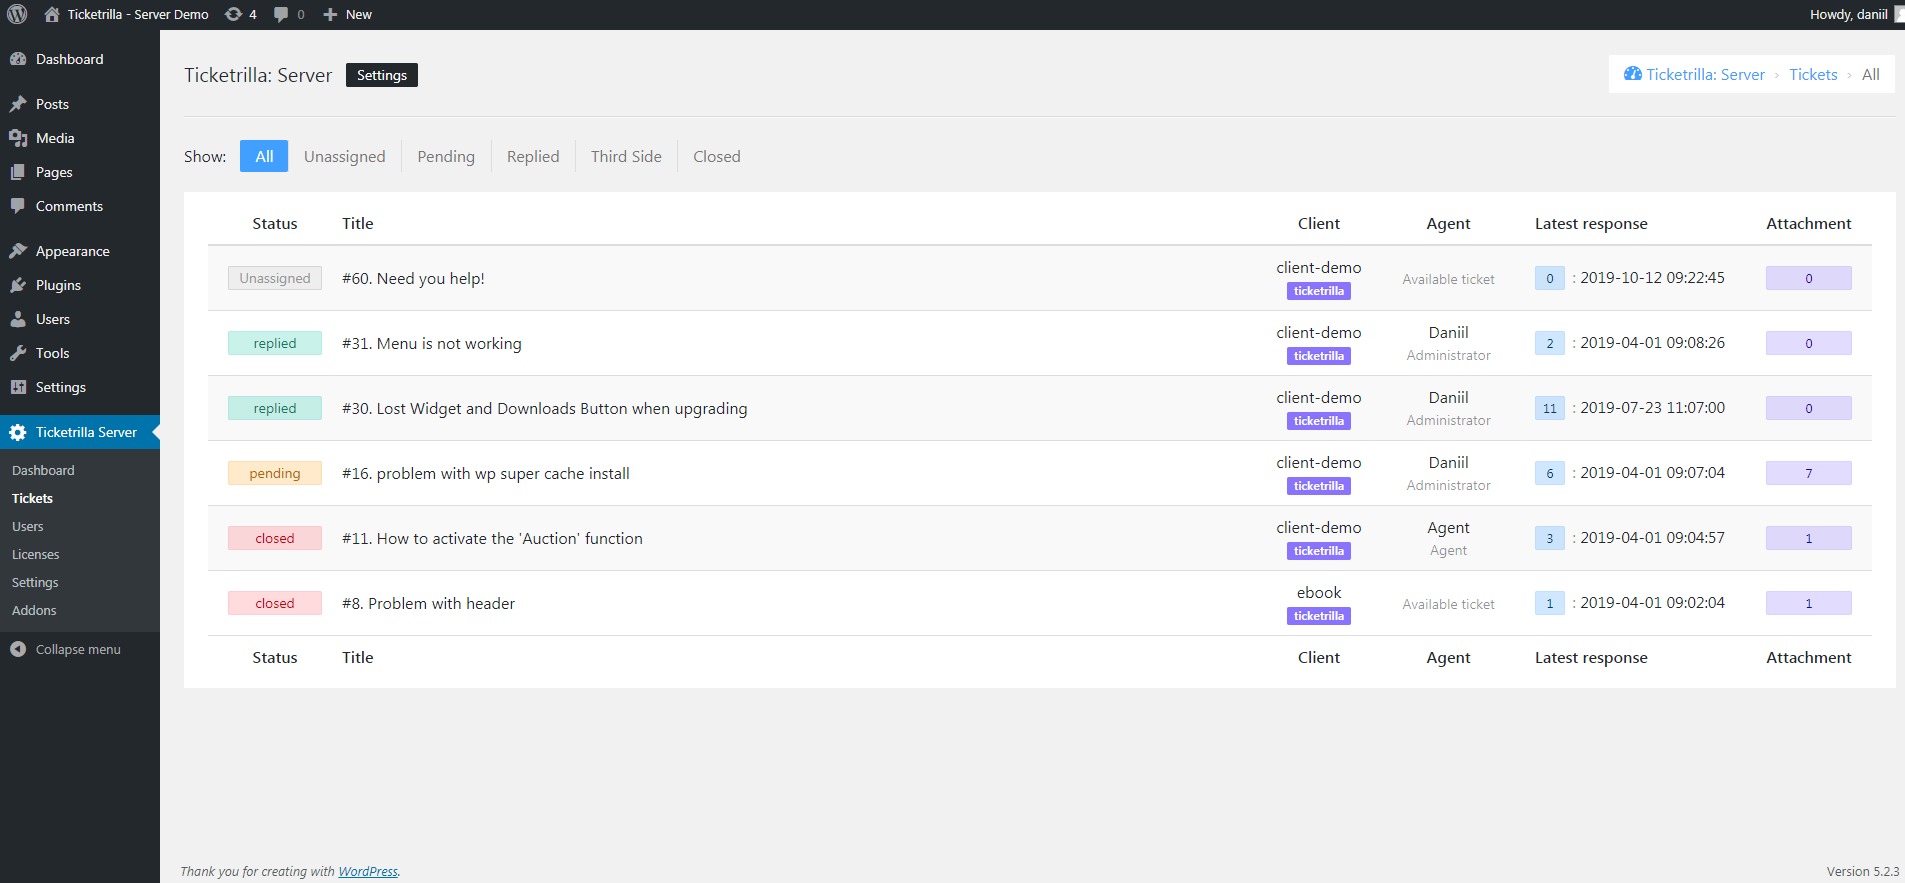 Ticketrilla - Server Demo 4 0 New Howdy, daniil
Dashboard
Posts
Media
Pages
Comments
Appearance
Plugins
Users
Tools
Settings
Ticketrilla Server
Dashboard
Tickets
Users
Licenses
Settings
Addons
Collapse menu
Ticketrilla: Server Settings
Ticketrilla: Server › Tickets › All
Show: All Unassigned Pending Replied Third Side Closed
Status Title Client Agent Latest response Attachment
Unassigned #60. Need you help! client-demo Available ticket 0 : 2019-10-12 09:22:45 0
ticketrilla
replied #31. Menu is not working client-demo Daniil 2 : 2019-04-01 09:08:26 0
ticketrilla Administrator
replied #30. Lost Widget and Downloads Button when upgrading client-demo Daniil 11 : 2019-07-23 11:07:00 0
ticketrilla Administrator
pending #16. problem with wp super cache install client-demo Daniil 6 : 2019-04-01 09:07:04 7
ticketrilla Administrator
closed #11. How to activate the 'Auction' function client-demo Agent 3 : 2019-04-01 09:04:57 1
ticketrilla Agent
closed #8. Problem with header ebook Available ticket 1 : 2019-04-01 09:02:04 1
ticketrilla
Status Title Client Agent Latest response Attachment
Thank you for creating with WordPress. Version 5.2.3